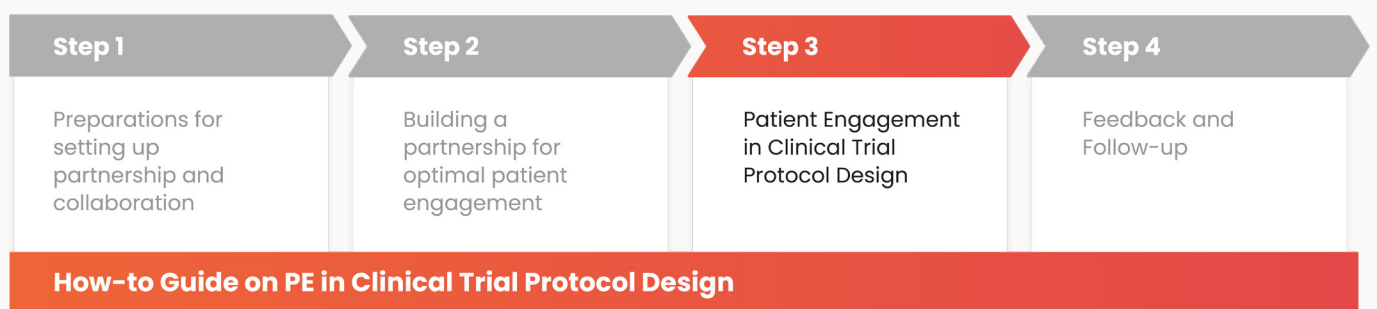 Step 1
Preparations for
setting up
partnership and
collaboration
Step 2
Building a
partnership for
optimal patient
engagement
Step 3
Patient Engagement
in Clinical Trial
Protocol Design
Step 4
Feedback and
Follow-up
How-to Guide on PE in Clinical Trial Protocol Design